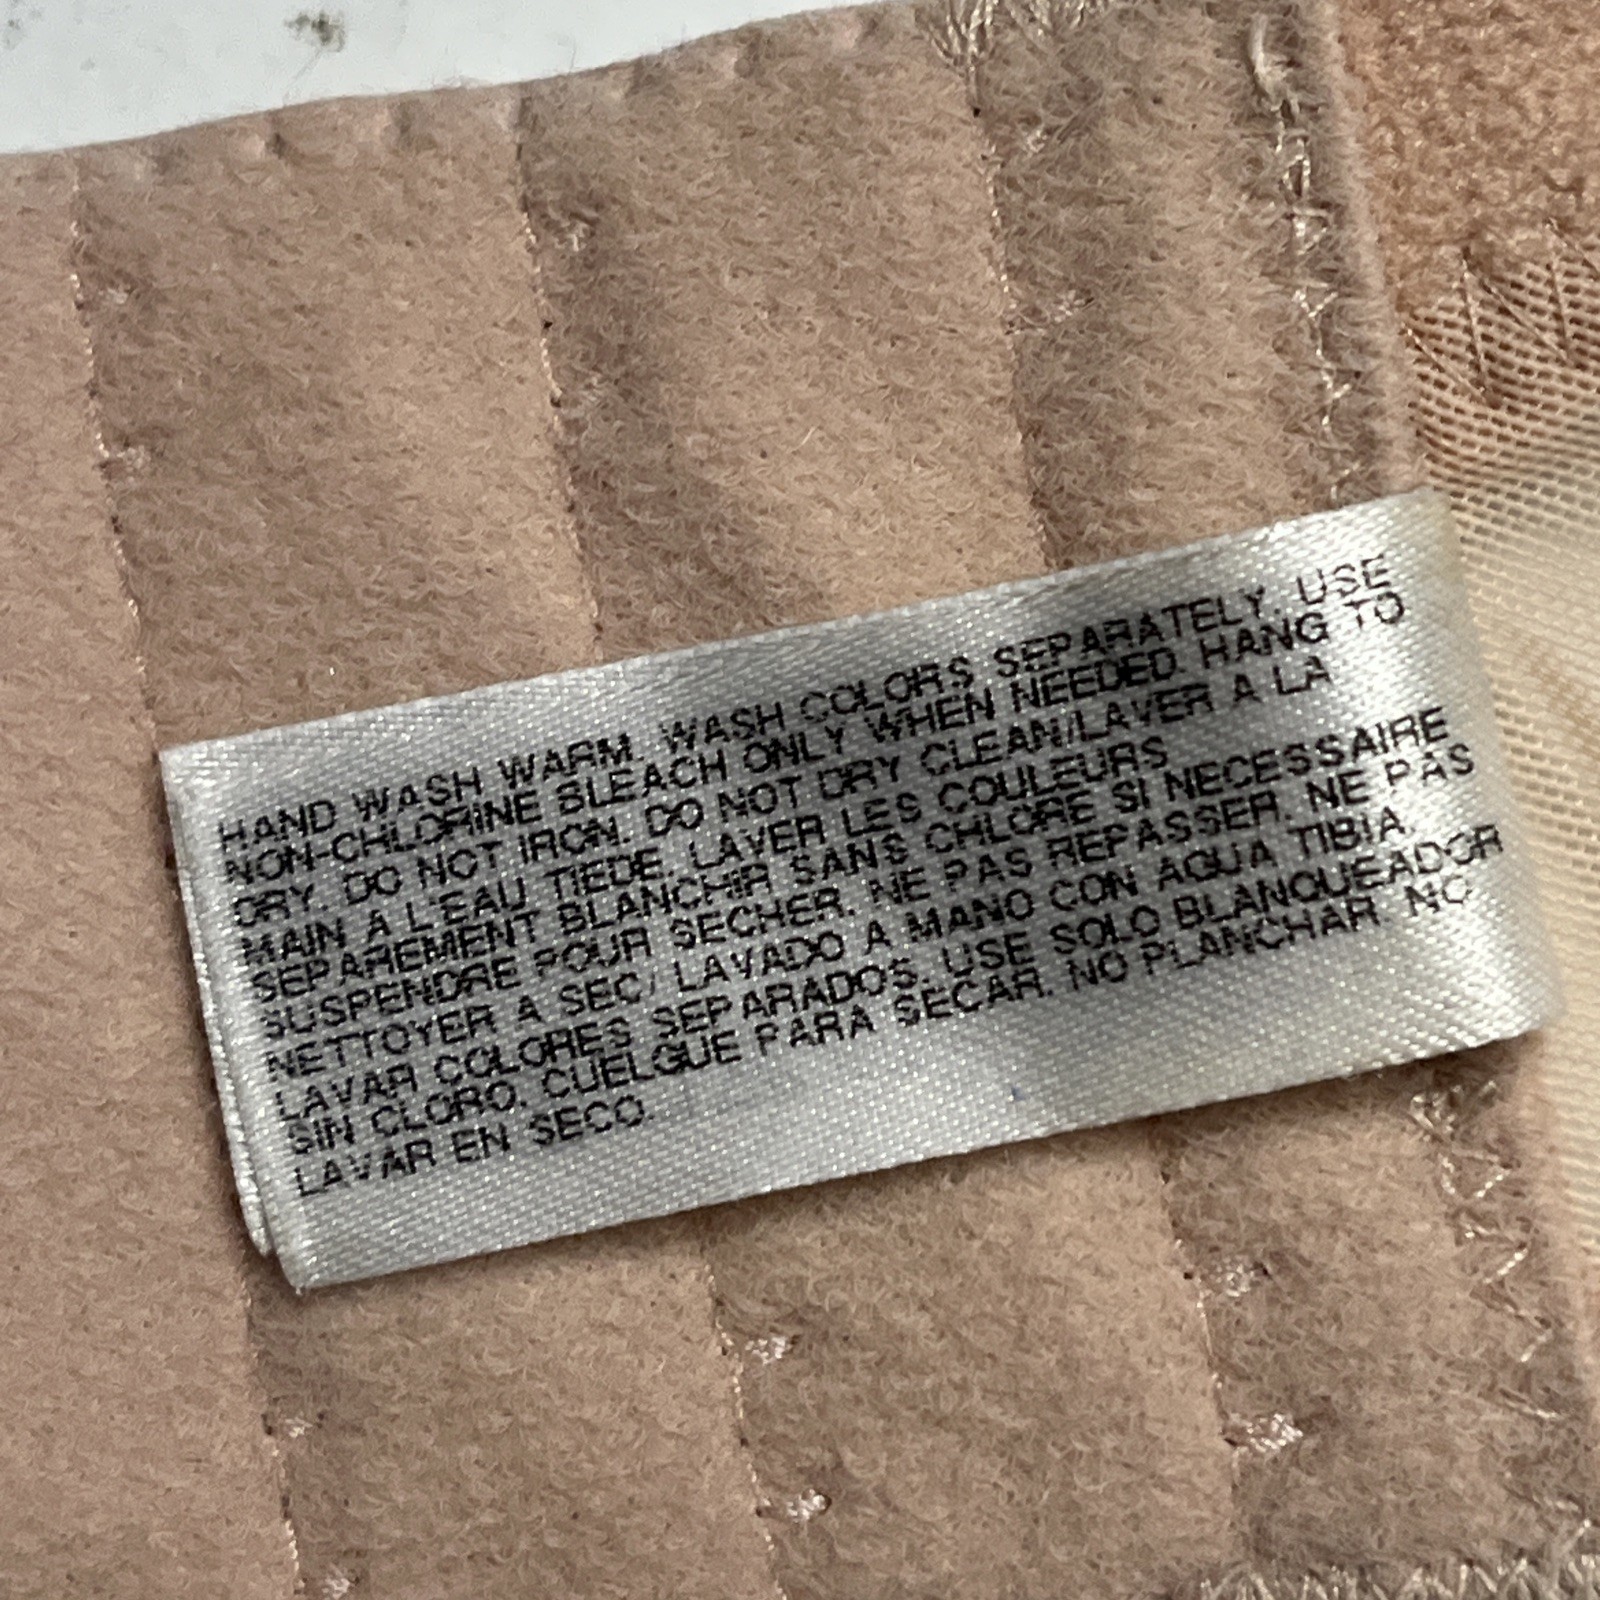 HAND WASH WARM. WASH COLORS SEPARATELY. USE
NON-CHLORINE BLEACH ONLY WHEN NEEDED. HANG TO
DRY. DO NOT IRON. DO NOT DRY CLEAN/LAVER A LA
MAIN A L'EAU TIEDE. LAVER LES COULEURS
SEPAREMENT BLANCHIR SANS CHLORE SI NECESSAIRE
SUSPENDRE POUR SECHER. NE PAS REPASSER. NE PAS
NETTOYER A SEC/ LAVADO A MANO CON AGUA TIBIA.
LAVAR COLORES SEPARADOS. USE SOLO BLANQUEADOR
SIN CLORO. CUELGUE PARA SECAR. NO PLANCHAR. NO
LAVAR EN SECO.